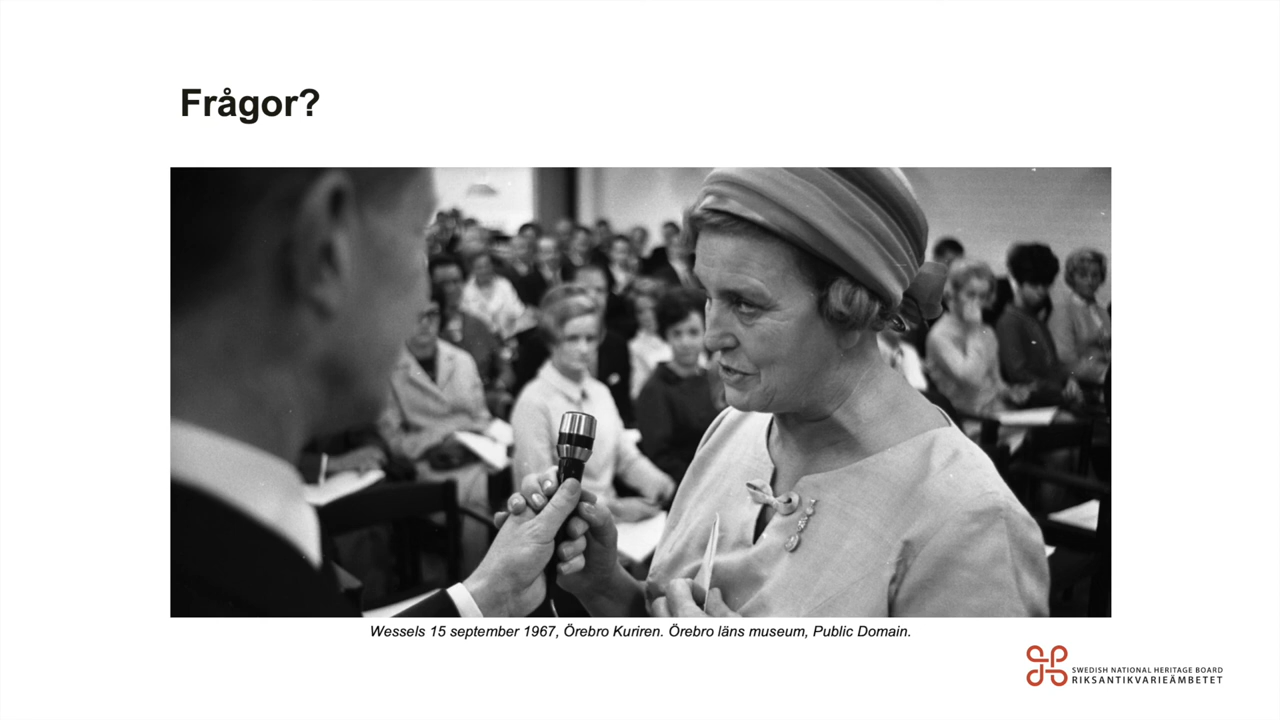 Frågor?
Wessels 15 september 1967, Örebro Kuriren. Örebro läns museum, Public Domain.
SWEDISH NATIONAL HERITAGE BOARD
RIKSANTIKVARIEÄMBETET